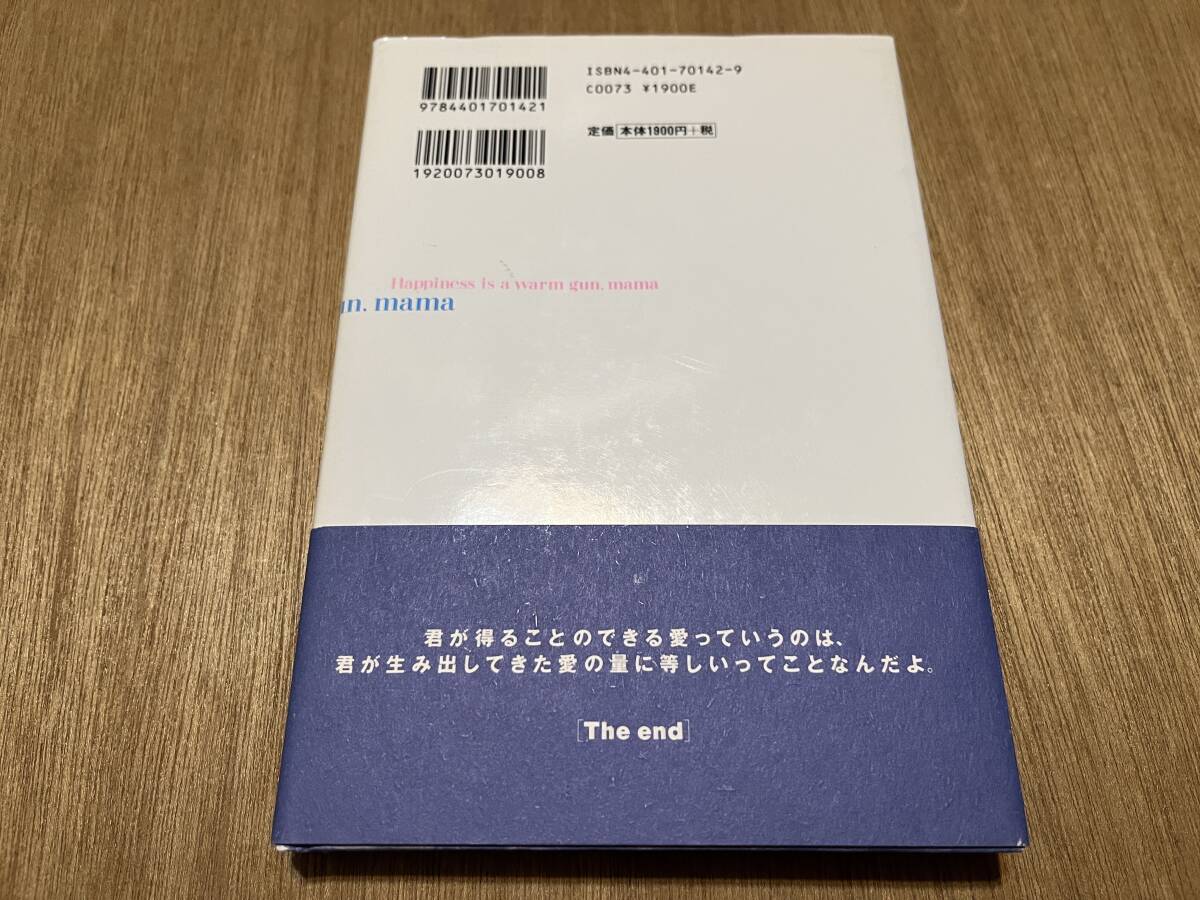 9784401701421
1920073019008
ISBN4-401-70142-9
C0073 ¥1900E
定価 本体1900円+税
Happiness is a warm gun, mama
un, mama
君が得ることのできる愛っていうのは、
君が生み出してきた愛の量に等しいってことなんだよ。
[The end]